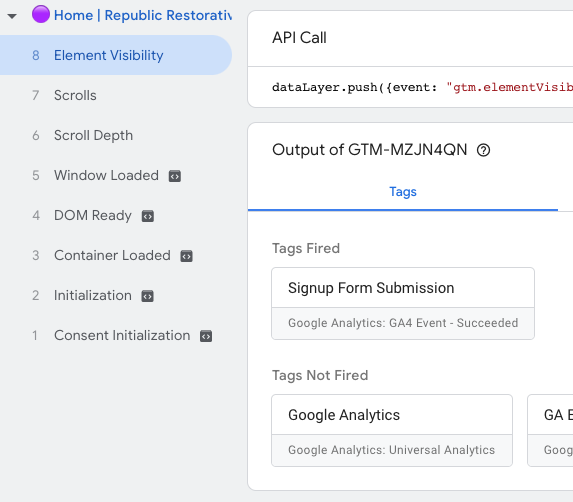 Home | Republic Restorativ
8 Element Visibility
7 Scrolls
6 Scroll Depth
5 Window Loaded
4 DOM Ready
3 Container Loaded
2 Initialization
1 Consent Initialization
API Call
dataLayer.push({event: "gtm.elementVisib
Output of GTM-MZJN4QN
Tags
Tags Fired
Signup Form Submission
Google Analytics: GA4 Event - Succeeded
Tags Not Fired
Google Analytics
Google Analytics: Universal Analytics
GA E
Goog